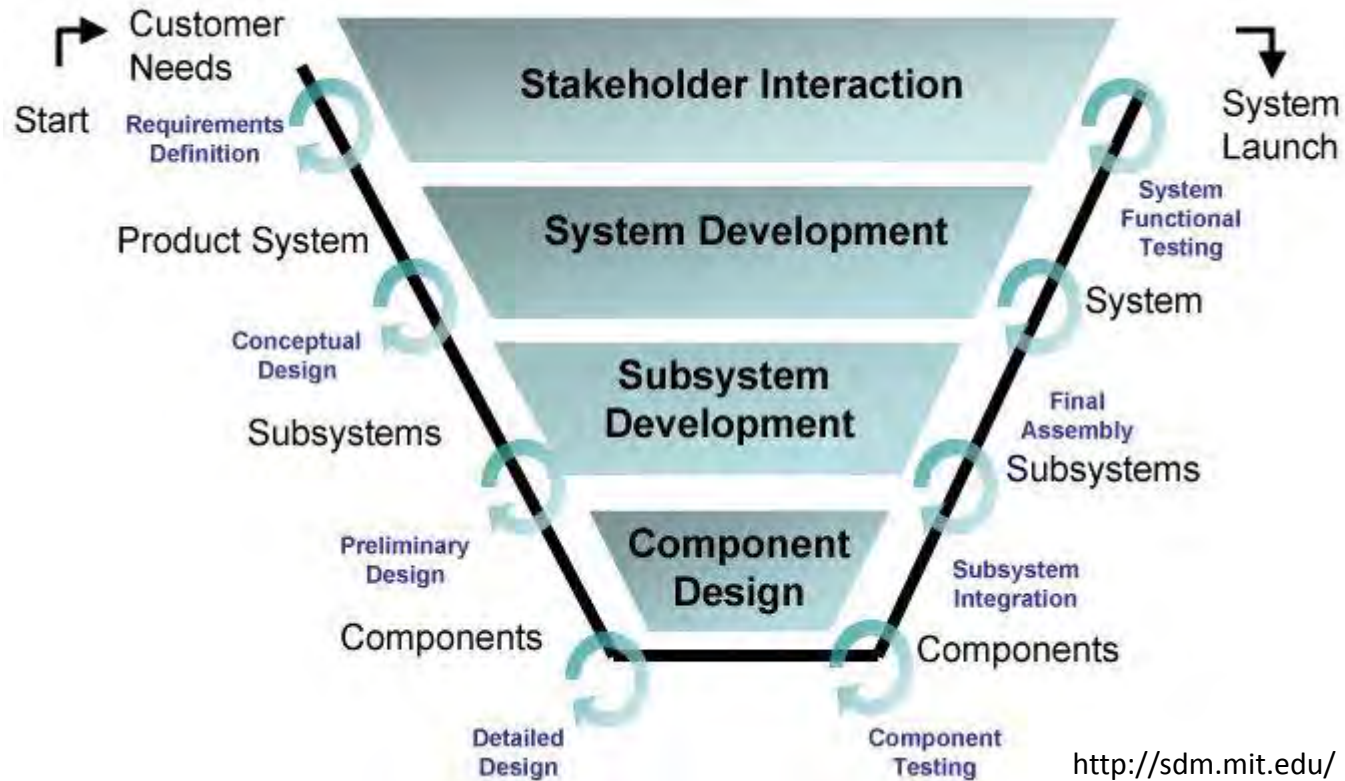 Start
Customer
Needs
Requirements
Definition
Product System
Conceptual
Design
Subsystems
Preliminary
Design
Components
Detailed
Design
Stakeholder Interaction
System Development
Subsystem
Development
Component
Design
Component
Testing
Components
Subsystem
Integration
Subsystems
Final
Assembly
System
System
Functional
Testing
System
Launch
http://sdm.mit.edu/